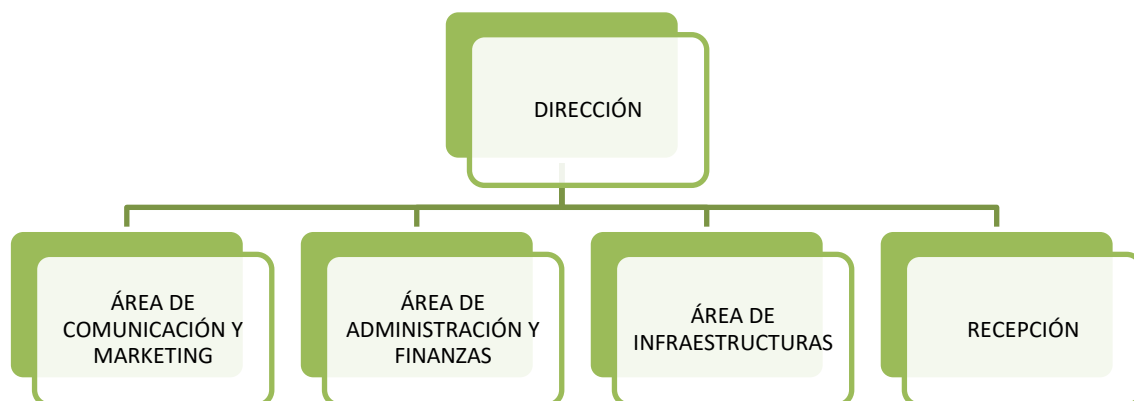 DIRECCIÓN
ÁREA DE
COMUNICACIÓN Y
MARKETING
ÁREA DE
ADMINISTRACIÓN Y
FINANZAS
ÁREA DE
INFRAESTRUCTURAS
RECEPCIÓN